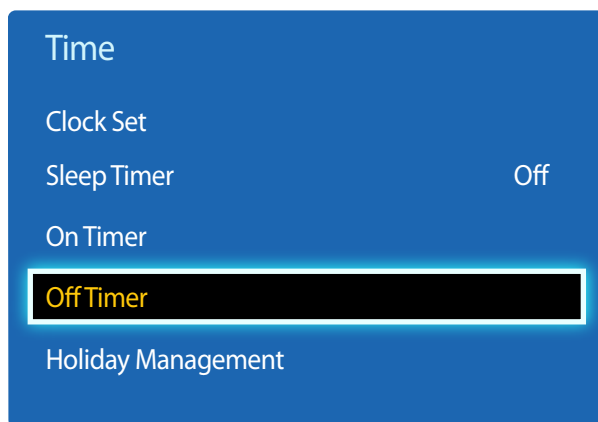 Time
Clock Set
Sleep Timer Off
On Timer
Off Timer
Holiday Management